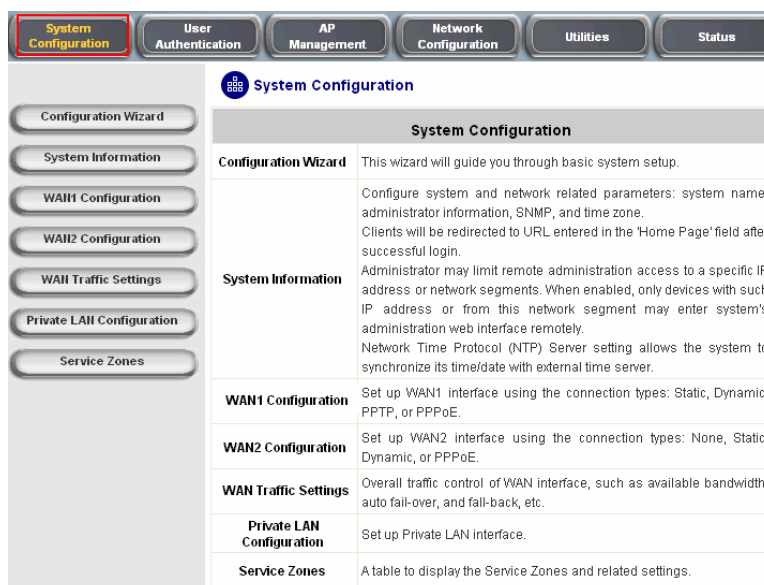 System Configuration
User Authentication
AP Management
Network Configuration
Utilities
Status
System Configuration
Configuration Wizard
System Information
WAN1 Configuration
WAN2 Configuration
WAN Traffic Settings
Private LAN Configuration
Service Zones
System Configuration
Configuration Wizard
This wizard will guide you through basic system setup.
System Information
Configure system and network related parameters: system name
administrator information, SNMP, and time zone.
Clients will be redirected to URL entered in the 'Home Page' field afte
successful login.
Administrator may limit remote administration access to a specific IP
address or network segments. When enabled, only devices with such
IP address or from this network segment may enter system's
administration web interface remotely.
Network Time Protocol (NTP) Server setting allows the system to
synchronize its time/date with external time server.
WAN1 Configuration
Set up WAN1 interface using the connection types: Static, Dynamic
PPTP, or PPPoE.
WAN2 Configuration
Set up WAN2 interface using the connection types: None, Static
Dynamic, or PPPoE.
WAN Traffic Settings
Overall traffic control of WAN interface, such as available bandwidth
auto fail-over, and fall-back, etc.
Private LAN
Configuration
Set up Private LAN interface.
Service Zones
A table to display the Service Zones and related settings.